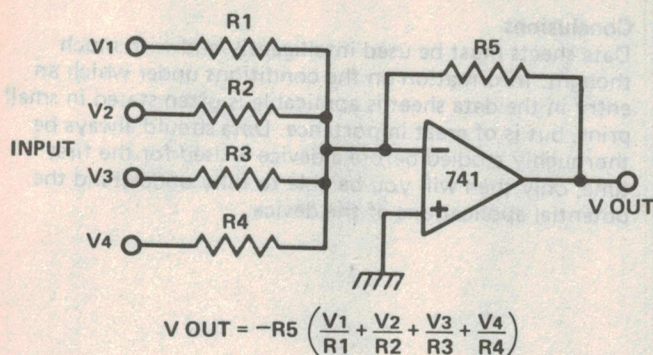 V1
R1
R2
V2
INPUT
V3
R3
V4
R4
R5
−
741
+
V OUT
V OUT = −R5 (V1/R1 + V2/R2 + V3/R3 + V4/R4)